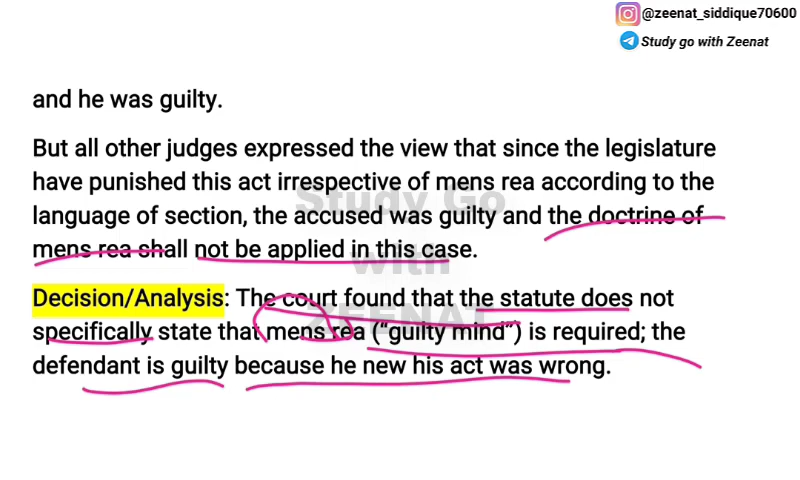 @zeenat_siddique70600
Study go with Zeenat
and he was guilty.
But all other judges expressed the view that since the legislature
have punished this act irrespective of mens rea according to the
language of section, the accused was guilty and the doctrine of
mens rea shall not be applied in this case.
Study Go
with
ZEENAT
Decision/Analysis: The court found that the statute does not
specifically state that mens rea (“guilty mind”) is required; the
defendant is guilty because he new his act was wrong.